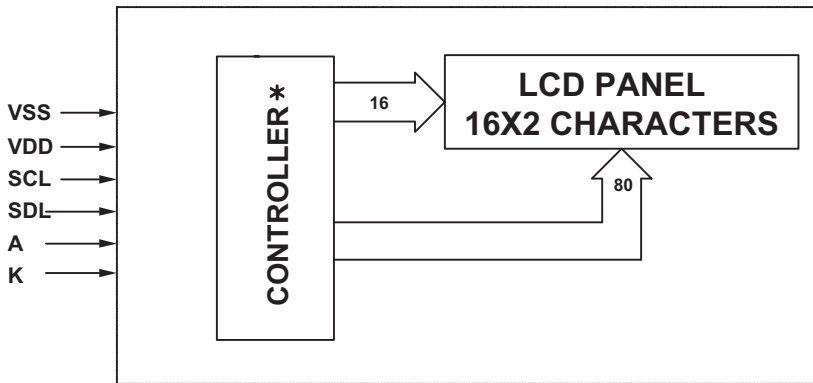 VSS
VDD
SCL
SDL
A
K
CONTROLLER*
16
LCD PANEL
16X2 CHARACTERS
80